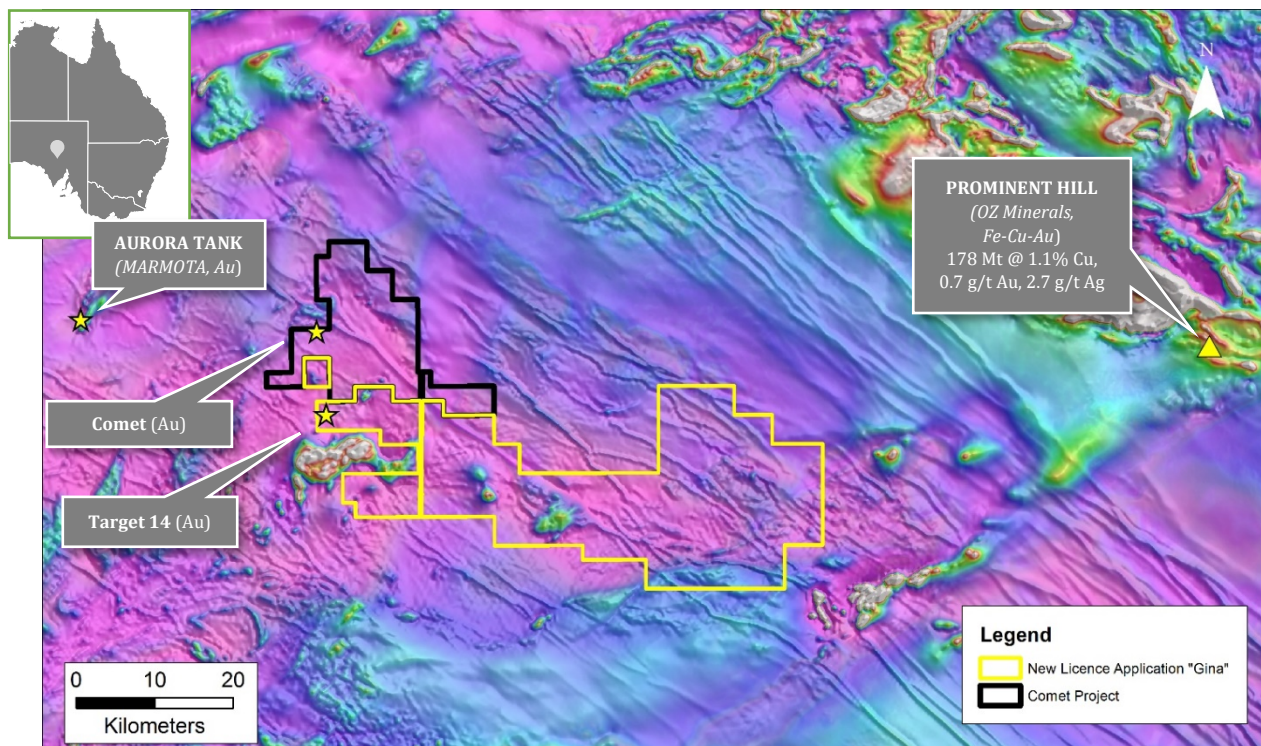 N
PROMINENT HILL
(OZ Minerals,
Fe-Cu-Au)
178 Mt @ 1.1% Cu,
0.7 g/t Au, 2.7 g/t Ag
AURORA TANK
(MARMOTA, Au)
Comet (Au)
Target 14 (Au)
0 10 20
Kilometers
Legend
New Licence Application "Gina"
Comet Project